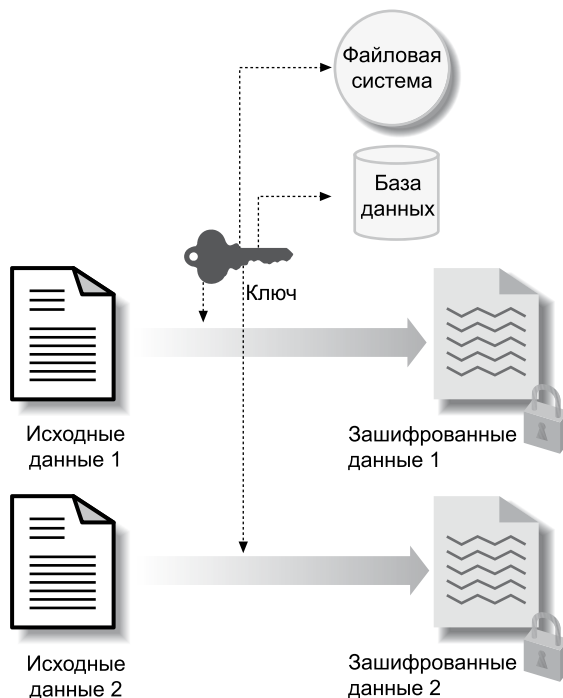 Файловая
система
База
данных
Ключ
Исходные
данные 1
Зашифрованные
данные 1
Исходные
данные 2
Зашифрованные
данные 2